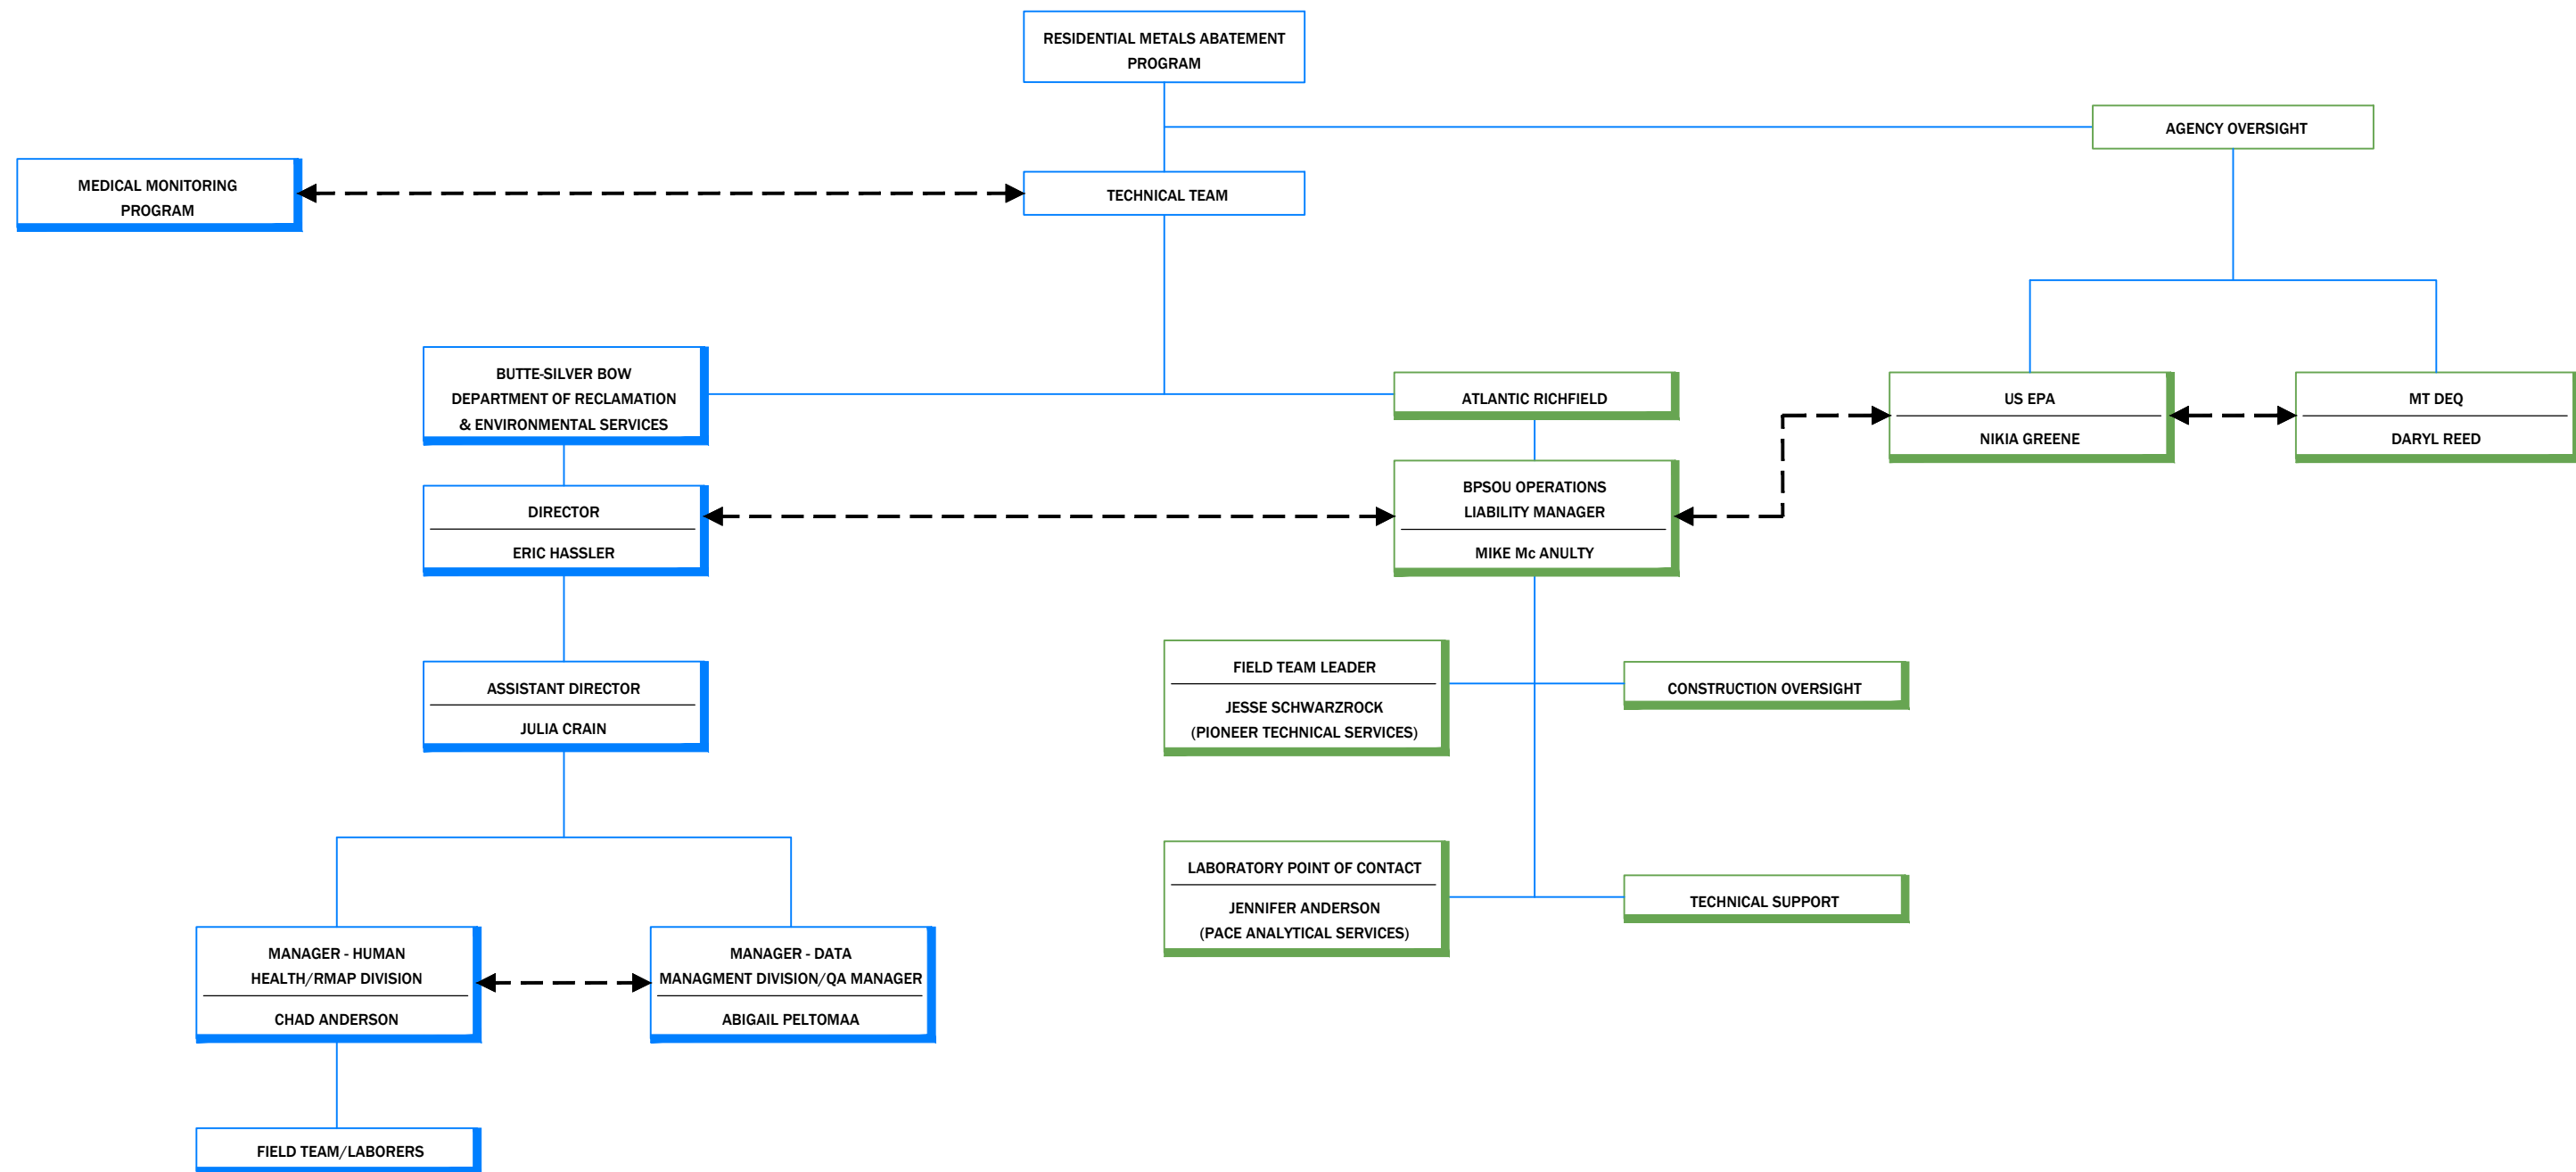 RESIDENTIAL METALS ABATEMENT
PROGRAM
AGENCY OVERSIGHT
MEDICAL MONITORING
PROGRAM
TECHNICAL TEAM
BUTTE-SILVER BOW
DEPARTMENT OF RECLAMATION
& ENVIRONMENTAL SERVICES
ATLANTIC RICHFIELD
US EPA
NIKIA GREENE
MT DEQ
DARYL REED
DIRECTOR
ERIC HASSLER
BPSOU OPERATIONS
LIABILITY MANAGER
MIKE Mc ANULTY
ASSISTANT DIRECTOR
JULIA CRAIN
FIELD TEAM LEADER
JESSE SCHWARZROCK
(PIONEER TECHNICAL SERVICES)
CONSTRUCTION OVERSIGHT
LABORATORY POINT OF CONTACT
JENNIFER ANDERSON
(PACE ANALYTICAL SERVICES)
TECHNICAL SUPPORT
MANAGER - HUMAN
HEALTH/RMAP DIVISION
CHAD ANDERSON
MANAGER - DATA
MANAGMENT DIVISION/QA MANAGER
ABIGAIL PELTOMAA
FIELD TEAM/LABORERS